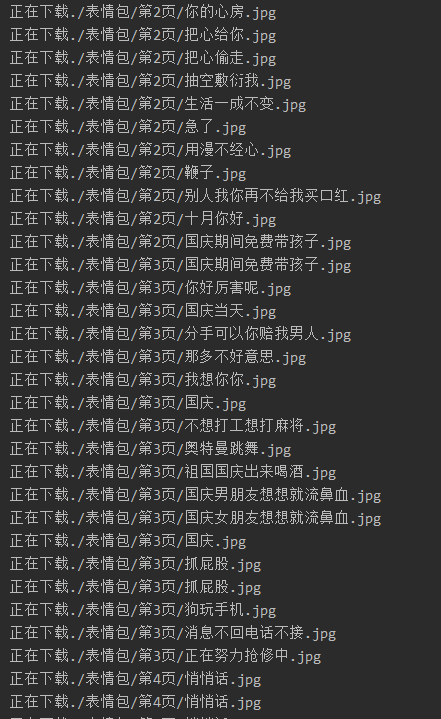 正在下载./表情包/第2页/你的心房.jpg
正在下载./表情包/第2页/把心给你.jpg
正在下载./表情包/第2页/把心偷走.jpg
正在下载./表情包/第2页/抽空敷衍我.jpg
正在下载./表情包/第2页/生活一成不变.jpg
正在下载./表情包/第2页/急了.jpg
正在下载./表情包/第2页/用漫不经心.jpg
正在下载./表情包/第2页/鞭子.jpg
正在下载./表情包/第2页/别人我你再不给我买口红.jpg
正在下载./表情包/第2页/十月你好.jpg
正在下载./表情包/第2页/国庆期间免费带孩子.jpg
正在下载./表情包/第3页/国庆期间免费带孩子.jpg
正在下载./表情包/第3页/你好厉害呢.jpg
正在下载./表情包/第3页/国庆当天.jpg
正在下载./表情包/第3页/分手可以你赔我男人.jpg
正在下载./表情包/第3页/那多不好意思.jpg
正在下载./表情包/第3页/我想你你.jpg
正在下载./表情包/第3页/国庆.jpg
正在下载./表情包/第3页/不想打工想打麻将.jpg
正在下载./表情包/第3页/奥特曼跳舞.jpg
正在下载./表情包/第3页/祖国国庆出来喝酒.jpg
正在下载./表情包/第3页/国庆男朋友想想就流鼻血.jpg
正在下载./表情包/第3页/国庆女朋友想想就流鼻血.jpg
正在下载./表情包/第3页/国庆.jpg
正在下载./表情包/第3页/抓屁股.jpg
正在下载./表情包/第3页/抓屁股.jpg
正在下载./表情包/第3页/狗玩手机.jpg
正在下载./表情包/第3页/消息不回电话不接.jpg
正在下载./表情包/第3页/正在努力抢修中.jpg
正在下载./表情包/第4页/悄悄话.jpg
正在下载./表情包/第4页/悄悄话.jpg